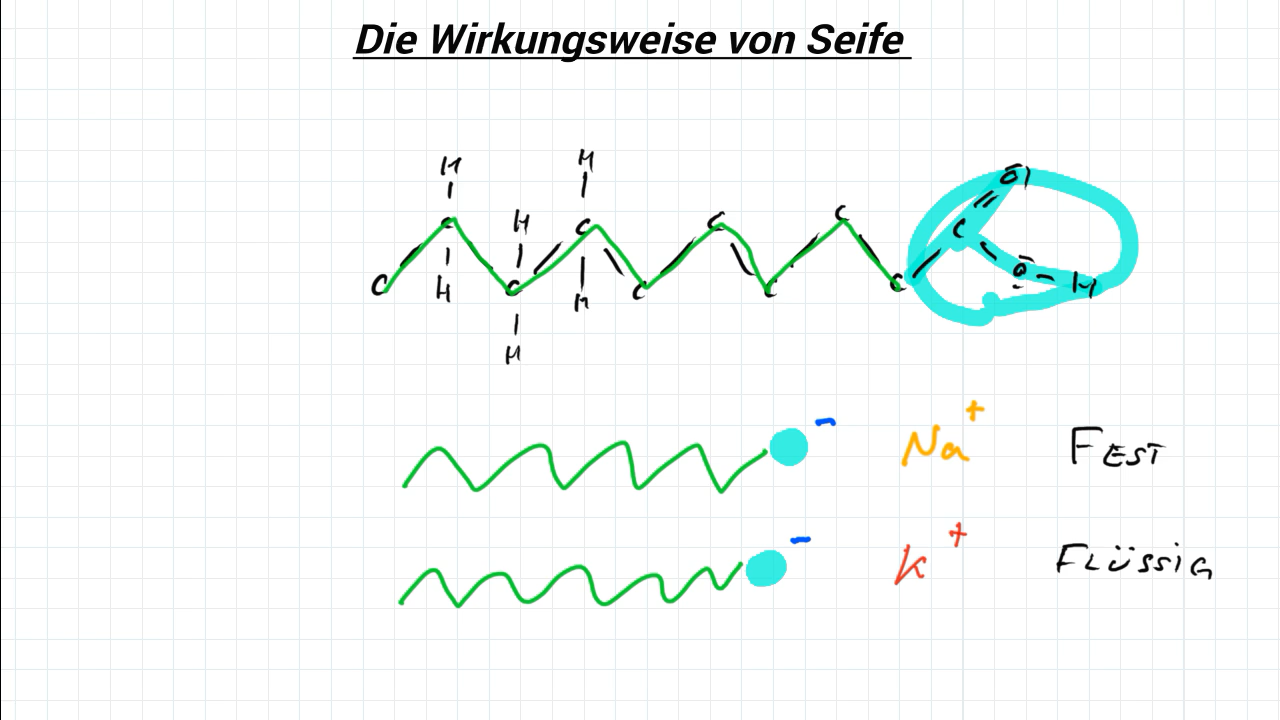 Die Wirkungsweise von Seife
H H
H
C C C C O
C
H H C C C C O H
C
H
Na+ FEST
K+ FLÜSSIG